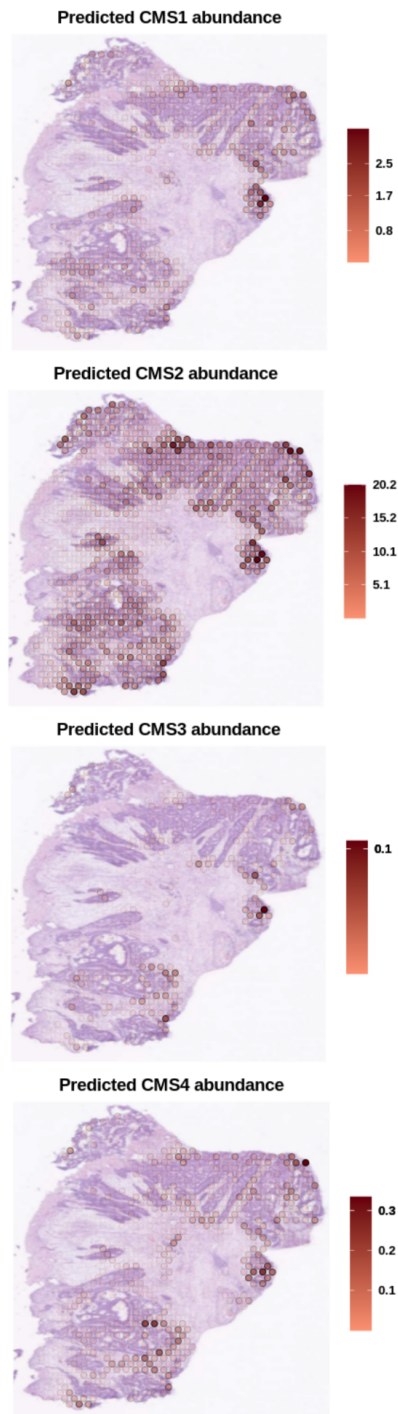 Predicted CMS1 abundance
2.5
1.7
0.8
Predicted CMS2 abundance
20.2
15.2
10.1
5.1
Predicted CMS3 abundance
0.1
Predicted CMS4 abundance
0.3
0.2
0.1